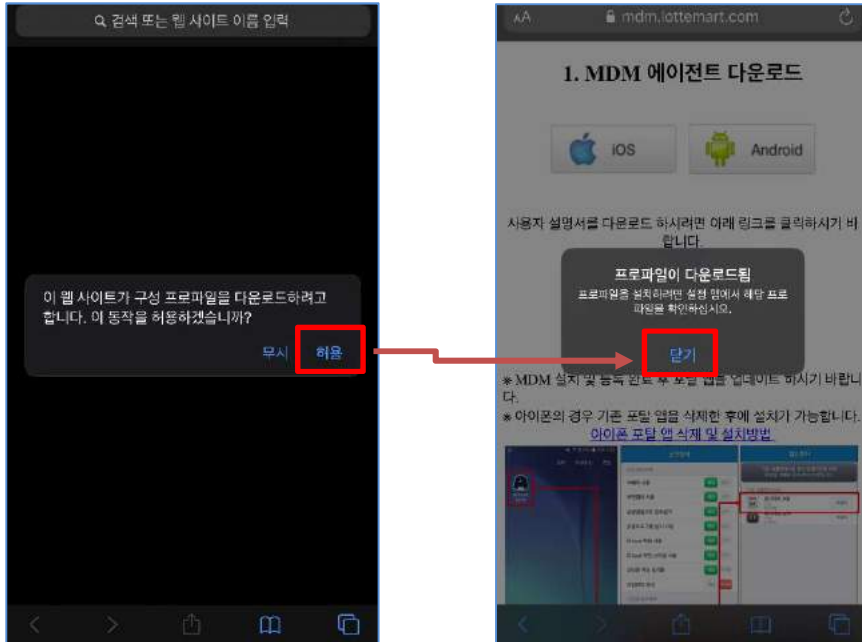 검색 또는 웹 사이트 이름 입력
이 웹 사이트가 구성 프로파일을 다운로드하려고
합니다. 이 동작을 허용하겠습니까?
무시
허용
AA
mdm.lottemart.com
1. MDM 에이전트 다운로드
iOS
Android
사용자 설명서를 다운로드 하시려면 아래 링크를 클릭하시기 바
랍니다.
프로파일이 다운로드됨
프로파일을 설치하려면 설정 앱에서 해당 프로
파일을 확인하십시오.
닫기
※ MDM 설치 및 등록 완료 후 포탈 앱을 업데이트 하시기 바랍니
다.
※ 아이폰의 경우 기존 포탈 앱을 삭제한 후에 설치가 가능합니다.
아이폰 포탈 앱 삭제 및 설치방법